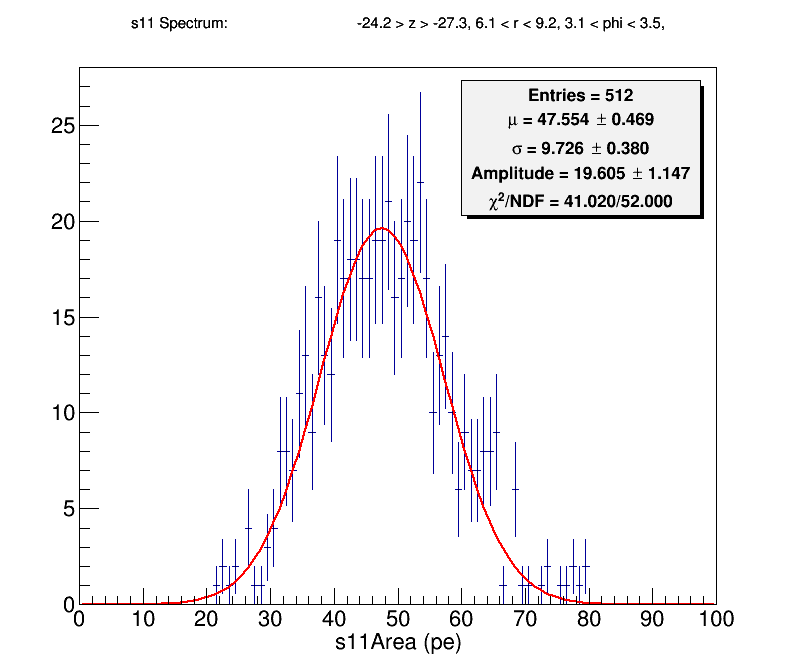 s11 Spectrum: -24.2 > z > -27.3, 6.1 < r < 9.2, 3.1 < phi < 3.5,
Entries = 512
μ = 47.554 ± 0.469
σ = 9.726 ± 0.380
Amplitude = 19.605 ± 1.147
χ²/NDF = 41.020/52.000
25
20
15
10
5
0
0 10 20 30 40 50 60 70 80 90 100
s11Area (pe)